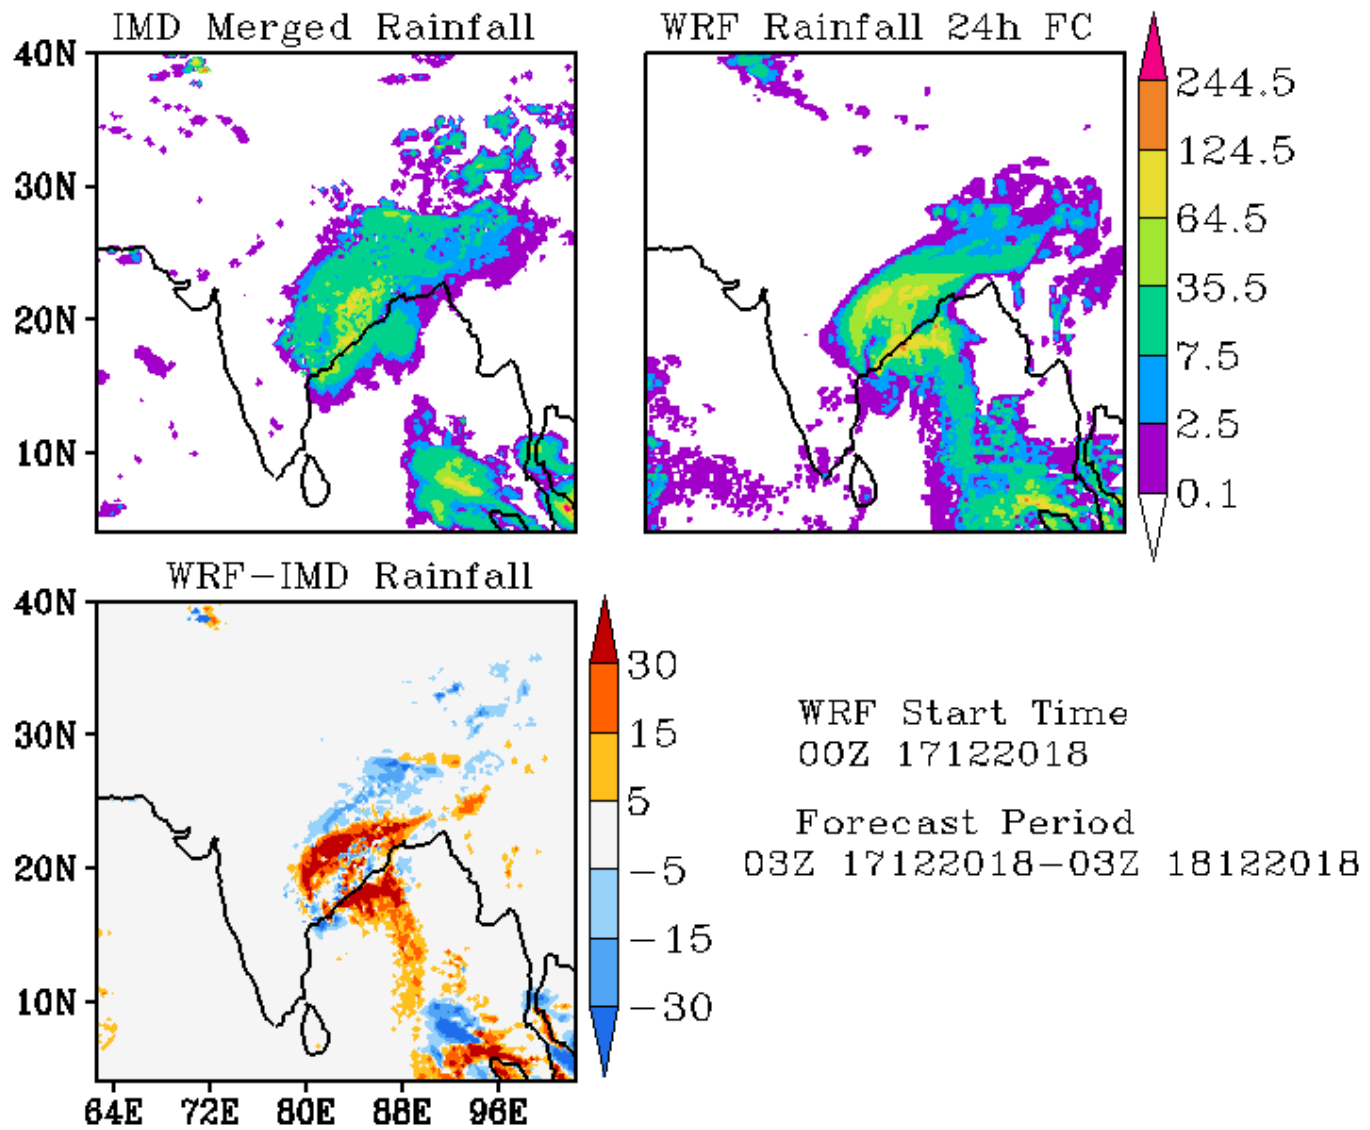 IMD Merged Rainfall
WRF Rainfall 24h FC
40N
30N
20N
10N
244.5
124.5
64.5
35.5
7.5
2.5
0.1
WRF-IMD Rainfall
40N
30N
20N
10N
64E 72E 80E 88E 96E
30
15
5
-5
-15
-30
WRF Start Time
00Z 17122018
Forecast Period
03Z 17122018-03Z 18122018